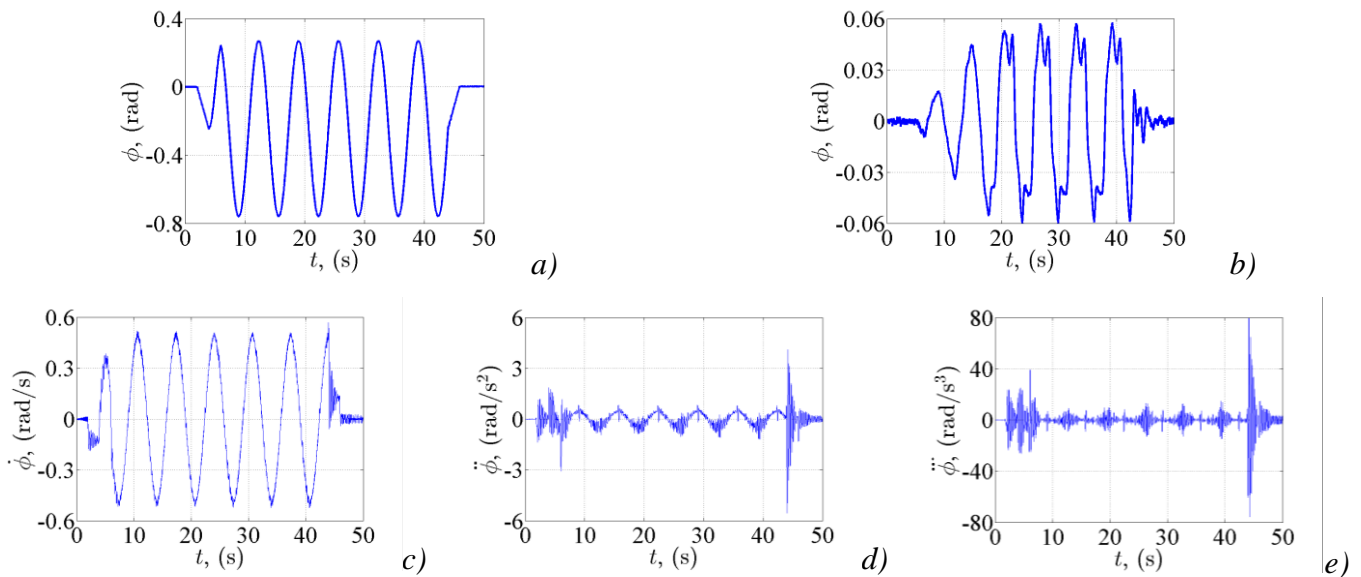 0.4
0
-0.4
-0.8
ϕ, (rad)
0 10 20 30 40 50
t, (s)
a)
0.06
0.03
0
-0.03
-0.06
ϕ, (rad)
0 10 20 30 40 50
t, (s)
b)
0.6
0.3
0
-0.3
-0.6
ϕ̇, (rad/s)
0 10 20 30 40 50
t, (s)
c)
6
3
0
-3
-6
ϕ̈, (rad/s²)
0 10 20 30 40 50
t, (s)
d)
80
40
0
-40
-80
ϕ⃛, (rad/s³)
0 10 20 30 40 50
t, (s)
e)